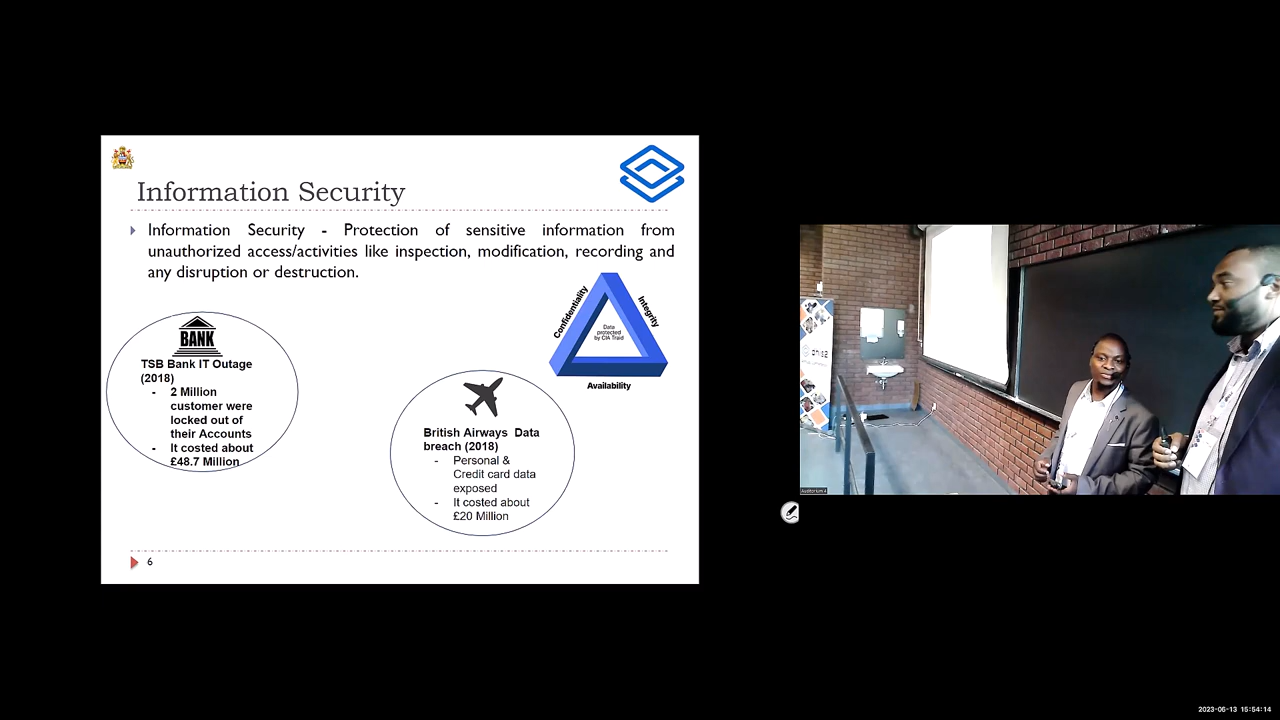 Information Security
Information Security - Protection of sensitive information from
unauthorized access/activities like inspection, modification, recording and
any disruption or destruction.
Confidentiality
Integrity
Data
protected
by CIA Traid
Availability
BANK
TSB Bank IT Outage
(2018)
- 2 Million
customer were
locked out of
their Accounts
- It costed about
£48.7 Million
British Airways Data
breach (2018)
- Personal &
Credit card data
exposed
- It costed about
£20 Million
6
Auditorium A
2023-06-13 15:54:14